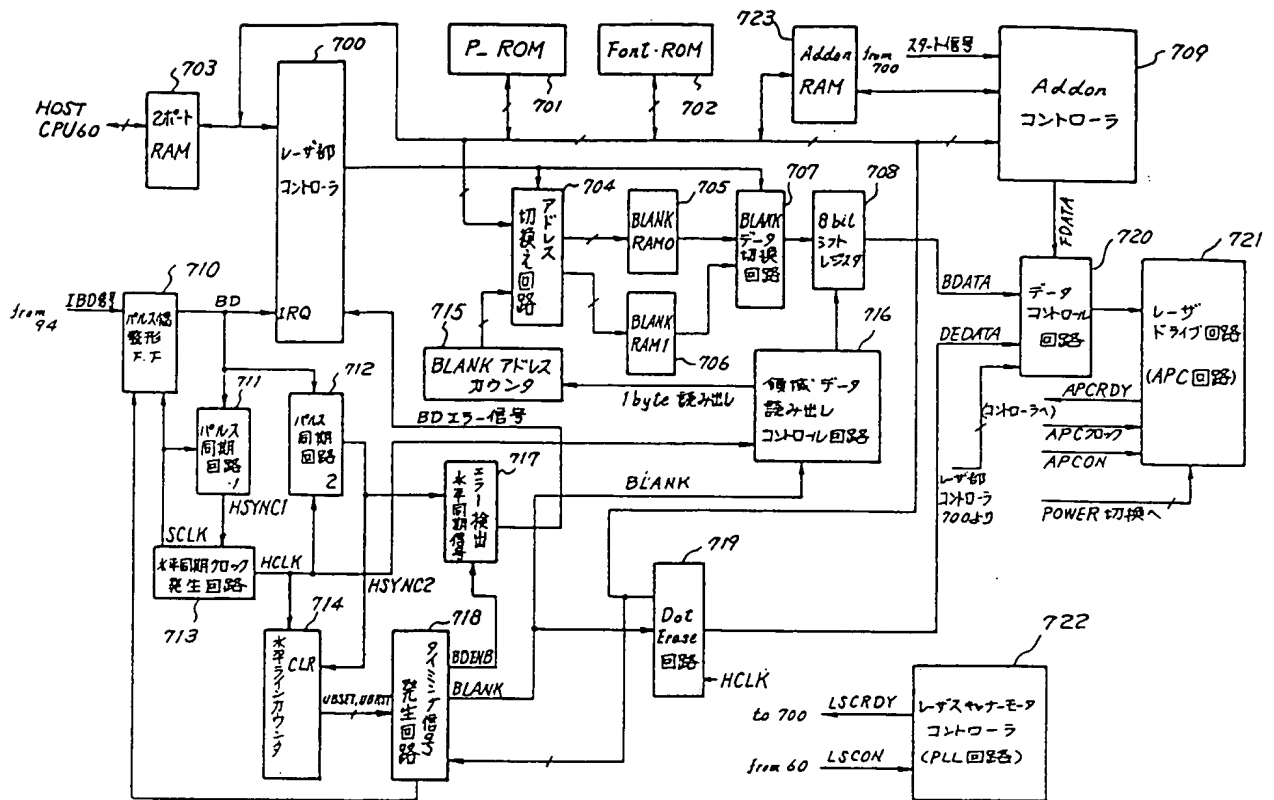 700
703
HOST
CPU60
2ポート
RAM
レーザ部
コントローラ
IRQ
P_ROM
701
Font・ROM
702
723
Addon
RAM
from
700
スタート信号
709
Addon
コントローラ
704
アドレス
切換え回路
705
BLANK
RAM0
BLANK
RAM1
706
707
BLANK
データ
切換
回路
708
8bit
シフト
レジスタ
FDATA
720
データ
コントロール
回路
721
レーザ
ドライブ回路
(APC回路)
BDATA
DEDATA
APCRDY
(コントローラへ)
APCクロック
APCON
レーザ部
コントローラ
700より
POWER切換へ
710
from
94
BD
整形
F.F
715
BLANKアドレス
カウンタ
1byte 読み出し
716
領域データ
読み出し
コントロール回路
711
パルス
同期
回路
1
712
パルス
同期
回路
2
BDエラー信号
717
エラー検出
水平同期信号
BLANK
HSYNC1
SCLK
水平同期クロック
発生回路
713
HCLK
HSYNC2
714
水平ラインカウンタ
CLR
UBSET,UBRST
718
タイミング信号
発生回路
BDENB
BLANK
719
Dot
Erase
回路
HCLK
722
レーザスキャナーモータ
コントローラ
(PLL回路)
to 700
LSCRDY
from 60
LSCON